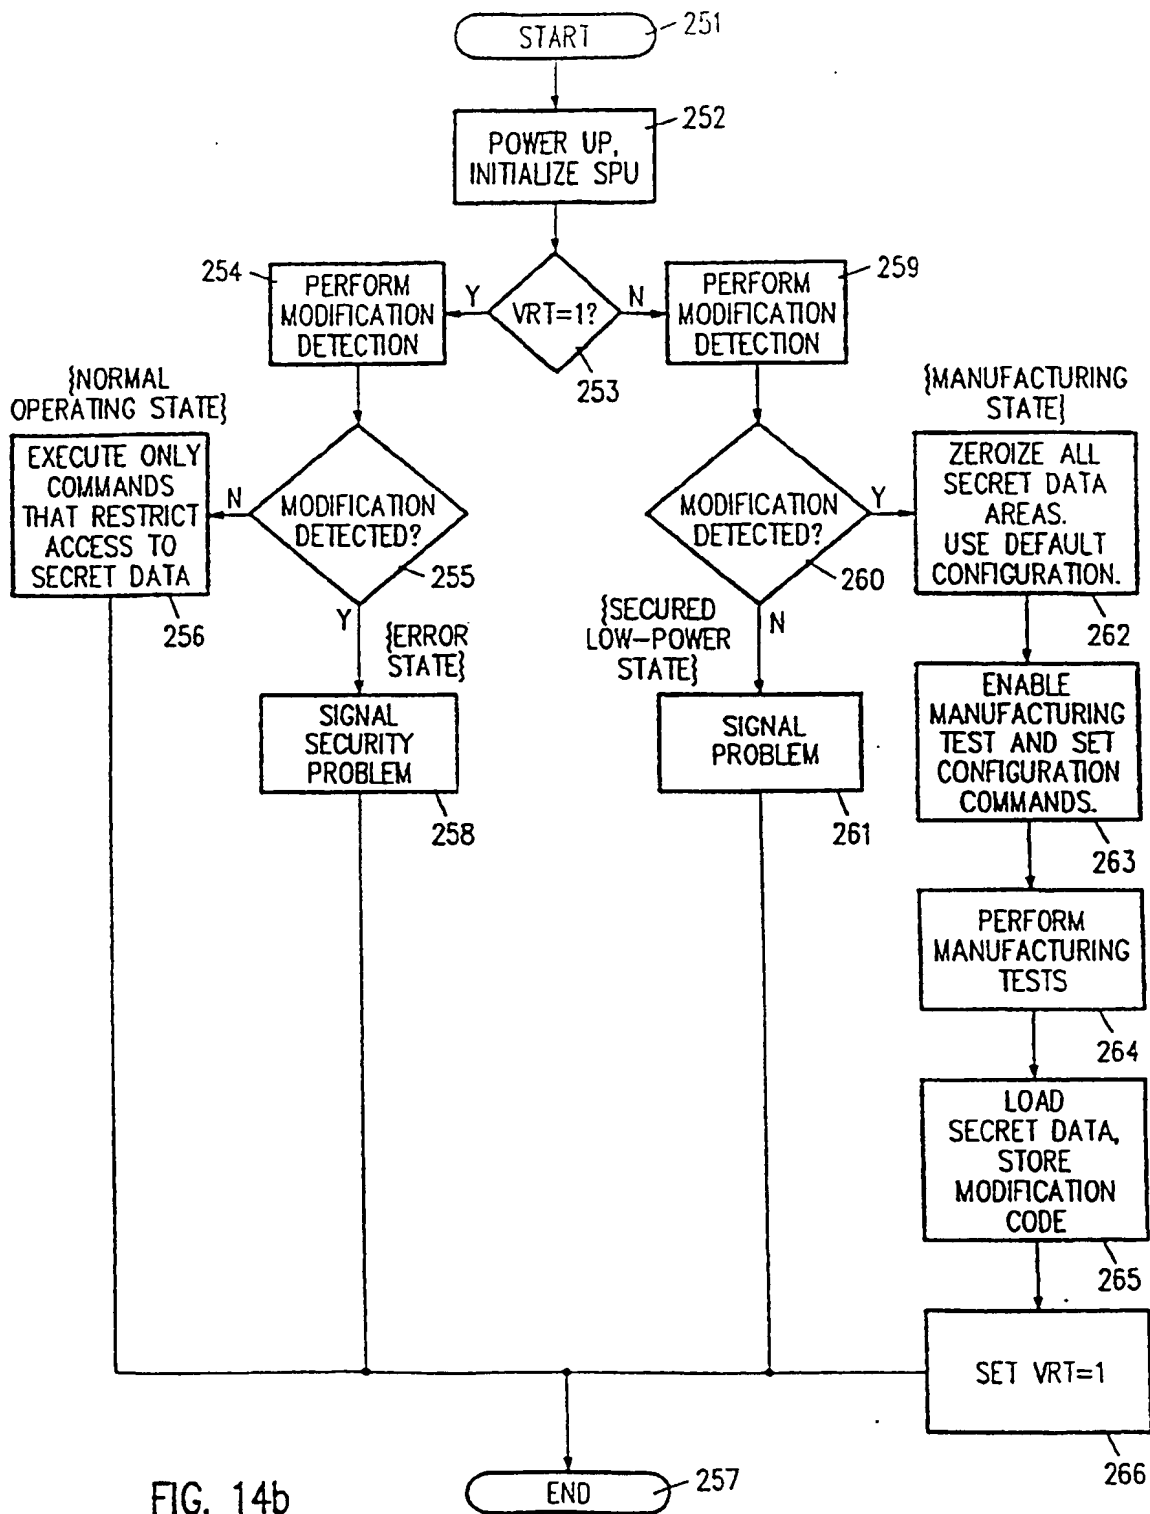 START
251
POWER UP,
INITIALIZE SPU
252
254
PERFORM
MODIFICATION
DETECTION
Y
VRT=1?
N
253
PERFORM
MODIFICATION
DETECTION
259
{NORMAL
OPERATING STATE}
EXECUTE ONLY
COMMANDS
THAT RESTRICT
ACCESS TO
SECRET DATA
256
N
MODIFICATION
DETECTED?
255
Y
{ERROR
STATE}
SIGNAL
SECURITY
PROBLEM
258
MODIFICATION
DETECTED?
260
Y
N
{SECURED
LOW-POWER
STATE}
SIGNAL
PROBLEM
261
{MANUFACTURING
STATE}
ZEROIZE ALL
SECRET DATA
AREAS.
USE DEFAULT
CONFIGURATION.
262
ENABLE
MANUFACTURING
TEST AND SET
CONFIGURATION
COMMANDS.
263
PERFORM
MANUFACTURING
TESTS
264
LOAD
SECRET DATA,
STORE
MODIFICATION
CODE
265
SET VRT=1
266
END
257
FIG. 14b